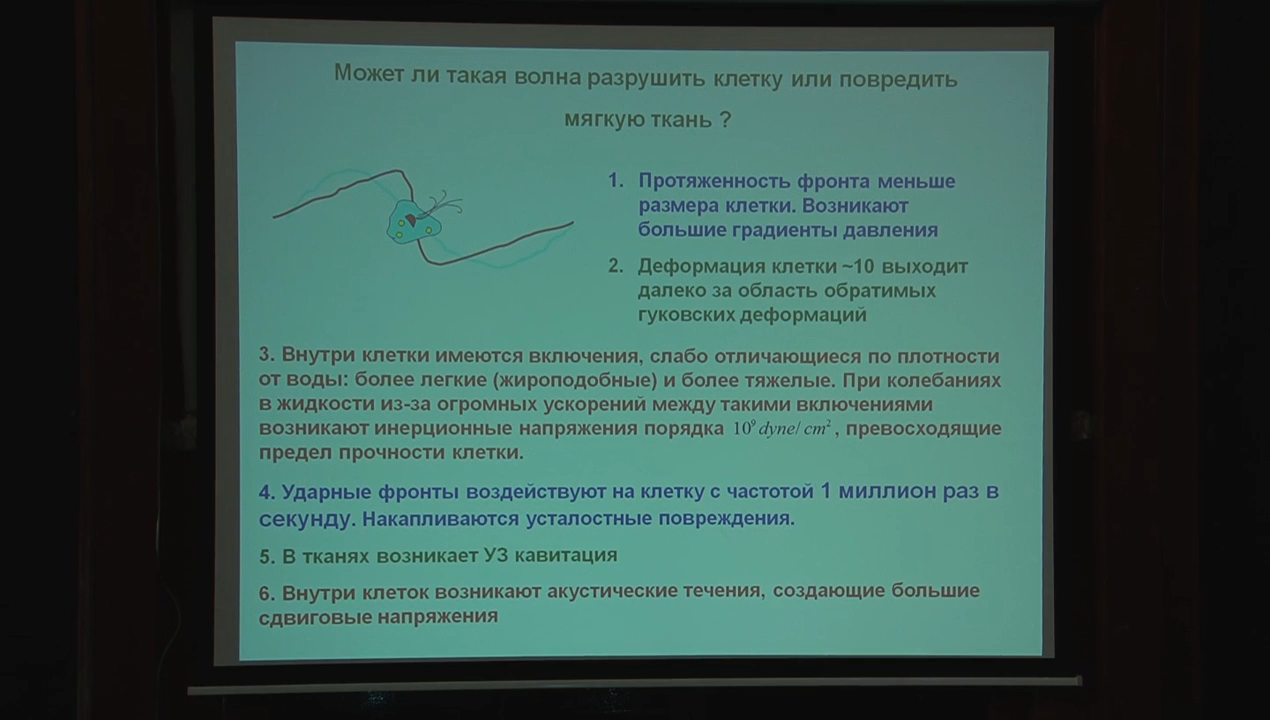 Может ли такая волна разрушить клетку или повредить
мягкую ткань ?
1. Протяженность фронта меньше
размера клетки. Возникают
большие градиенты давления
2. Деформация клетки ~10 выходит
далеко за область обратимых
гуковских деформаций
3. Внутри клетки имеются включения, слабо отличающиеся по плотности
от воды: более легкие (жироподобные) и более тяжелые. При колебаниях
в жидкости из-за огромных ускорений между такими включениями
возникают инерционные напряжения порядка 10⁹ dyne/ cm², превосходящие
предел прочности клетки.
4. Ударные фронты воздействуют на клетку с частотой 1 миллион раз в
секунду. Накапливаются усталостные повреждения.
5. В тканях возникает УЗ кавитация
6. Внутри клеток возникают акустические течения, создающие большие
сдвиговые напряжения